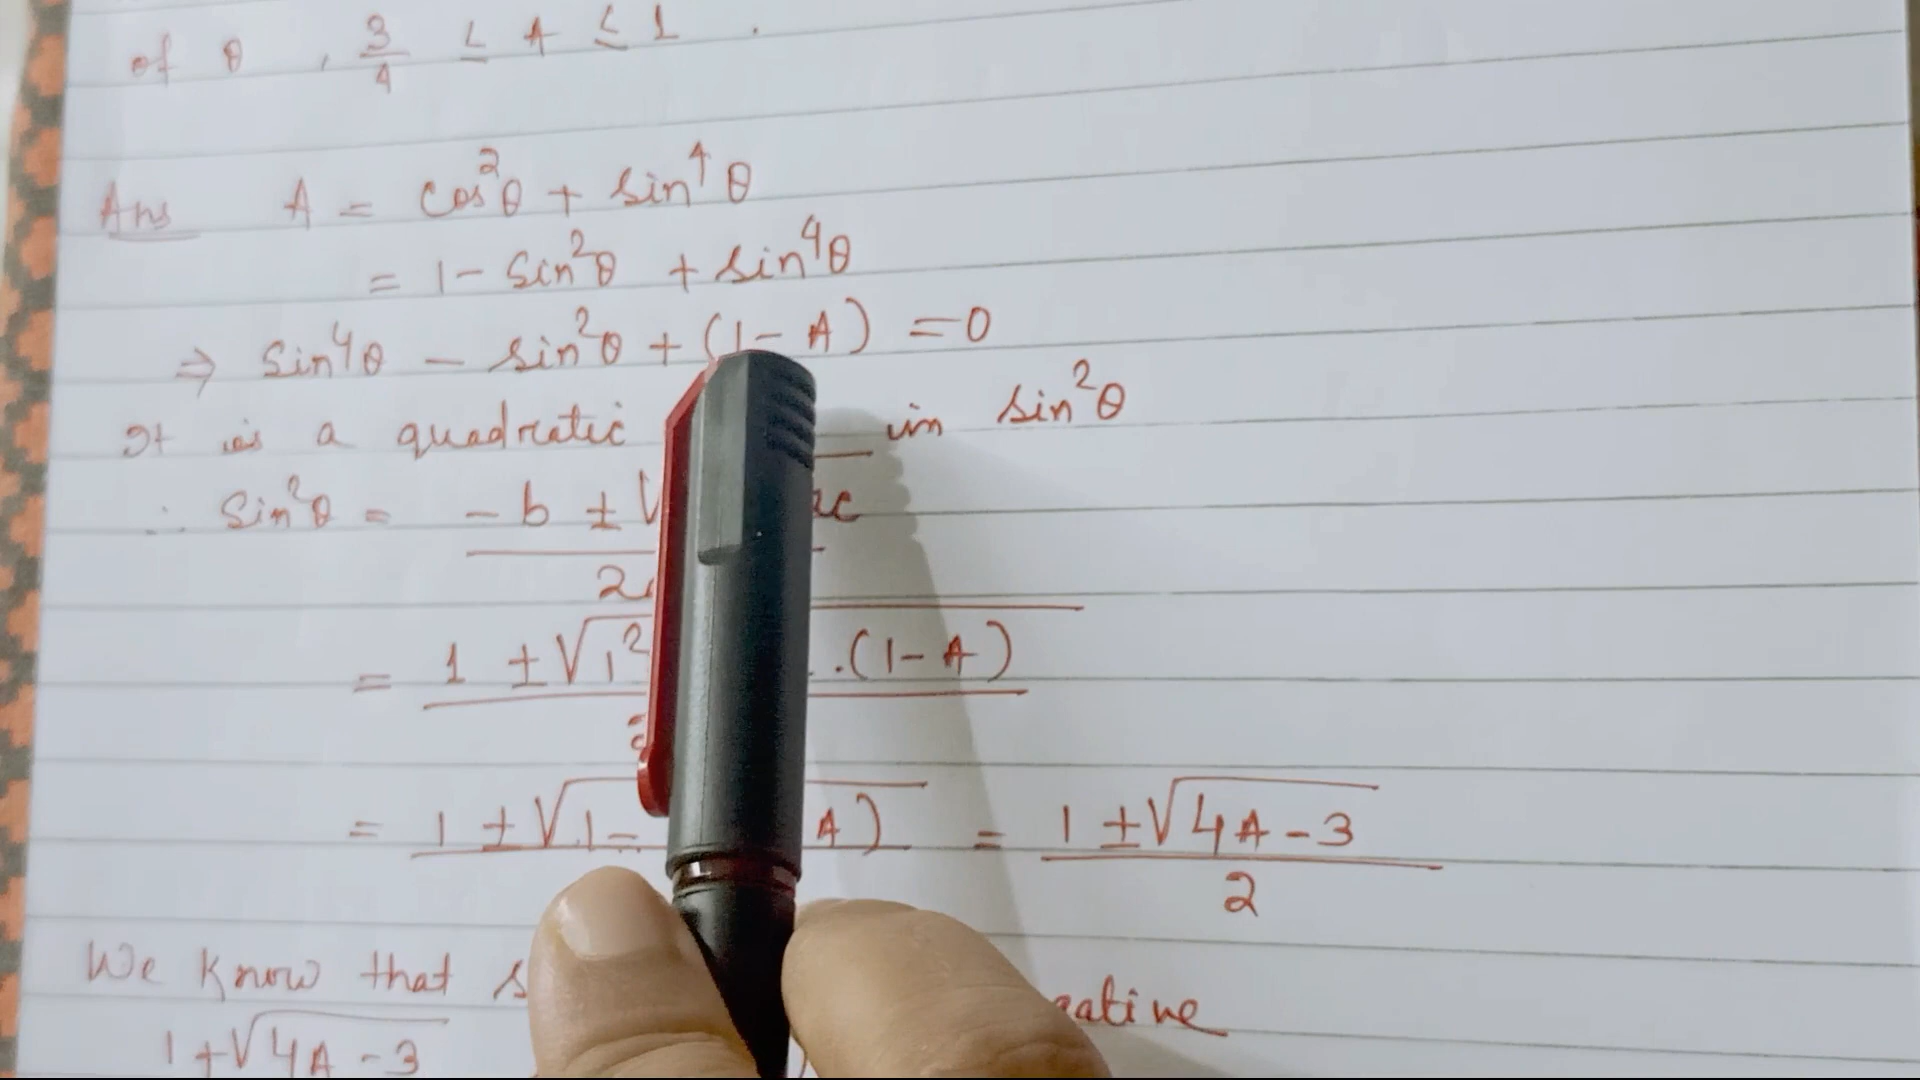 of θ , 3/4 ≤ A ≤ 1 .
Ans A = cos²θ + sin⁴θ
= 1 - sin²θ + sin⁴θ
⇒ sin⁴θ - sin²θ + (1 - A) = 0
It is a quadratic in sin²θ
∴ sin²θ = - b ± √
= 1 ± √1² .(1 - A)
= 1 ± √1 - A) = (1 ± √4A - 3)/2
We know that
1 + √4A - 3